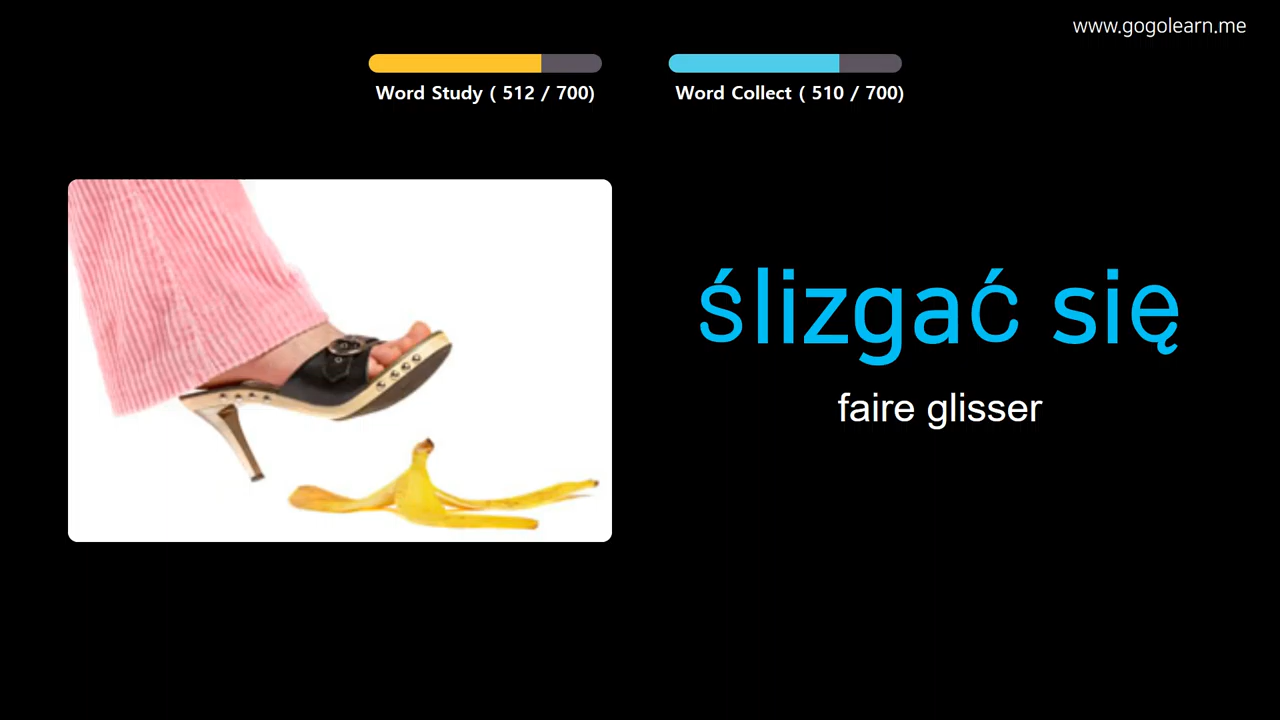 www.gogolearn.me
Word Study ( 512 / 700)
Word Collect ( 510 / 700)
ślizgać się
faire glisser